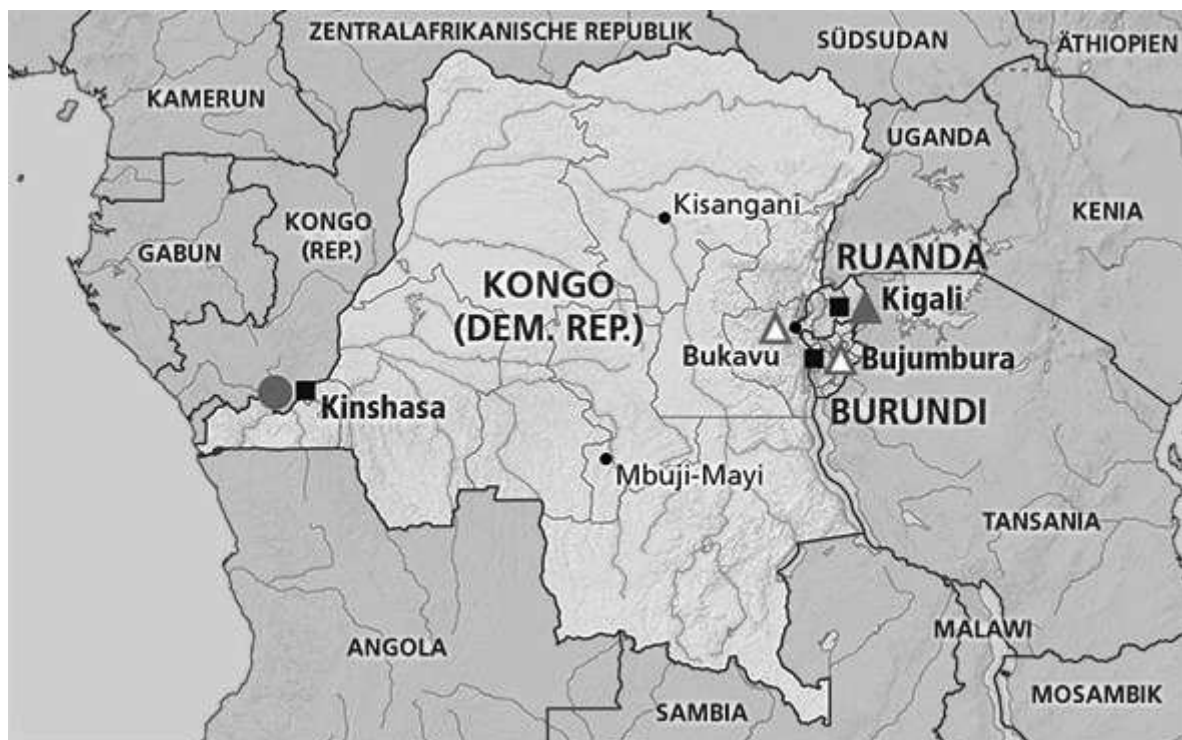 ZENTRALAFRIKANISCHE REPUBLIK
SÜDSUDAN
ÄTHIOPIEN
KAMERUN
UGANDA
Kisangani
KENIA
KONGO
(REP.)
GABUN
RUANDA
KONGO
(DEM. REP.)
Kigali
Bukavu
Bujumbura
Kinshasa
BURUNDI
Mbuji-Mayi
TANSANIA
MALAWI
ANGOLA
MOSAMBIK
SAMBIA